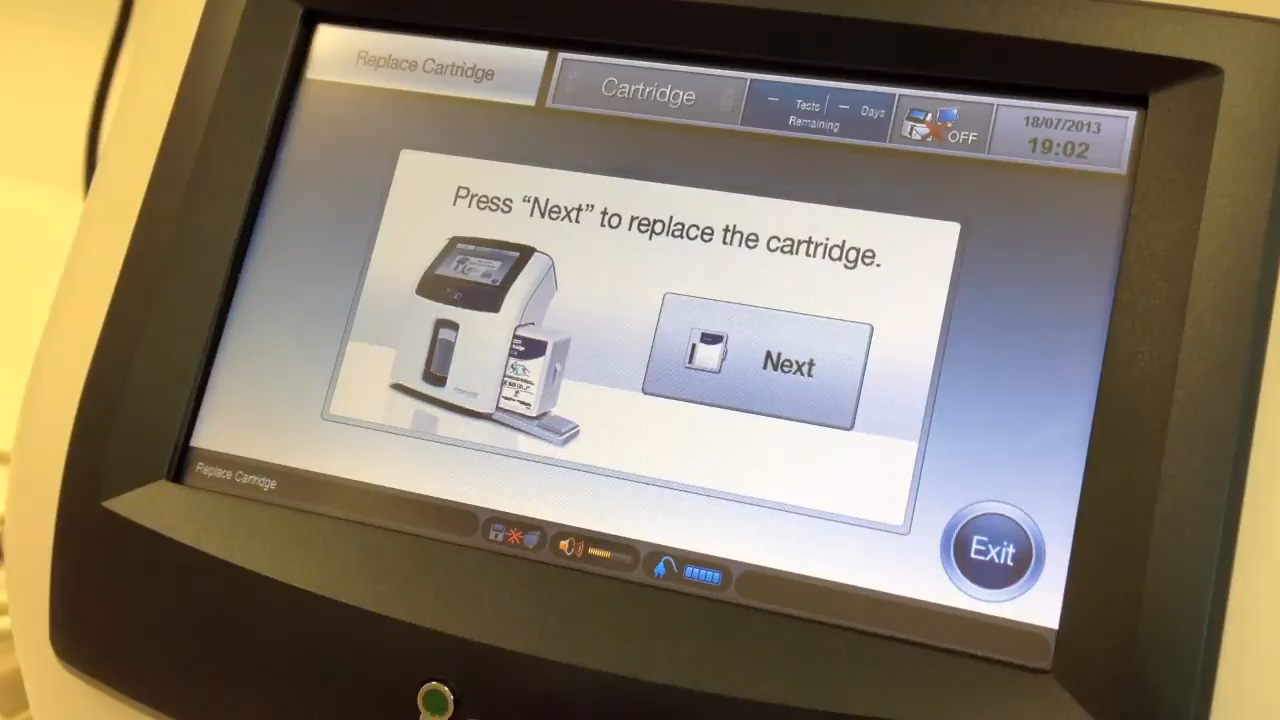 Replace Cartridge
Cartridge
– Tests – Days
Remaining
OFF
18/07/2013
19:02
Press “Next” to replace the cartridge.
Next
Replace Cartridge
Exit